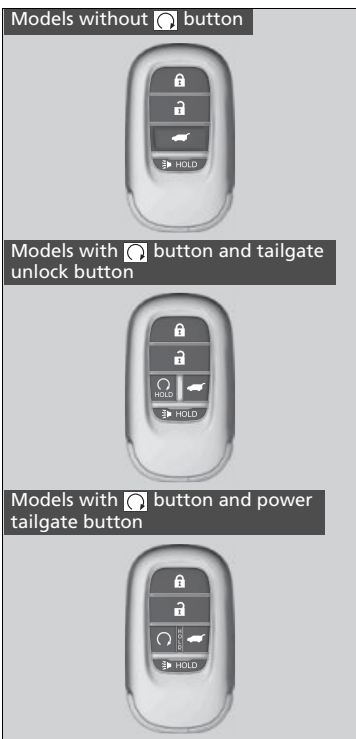 Models without button
HOLD
Models with button and tailgate
unlock button
HOLD
HOLD
Models with button and power
tailgate button
HOLD
HOLD